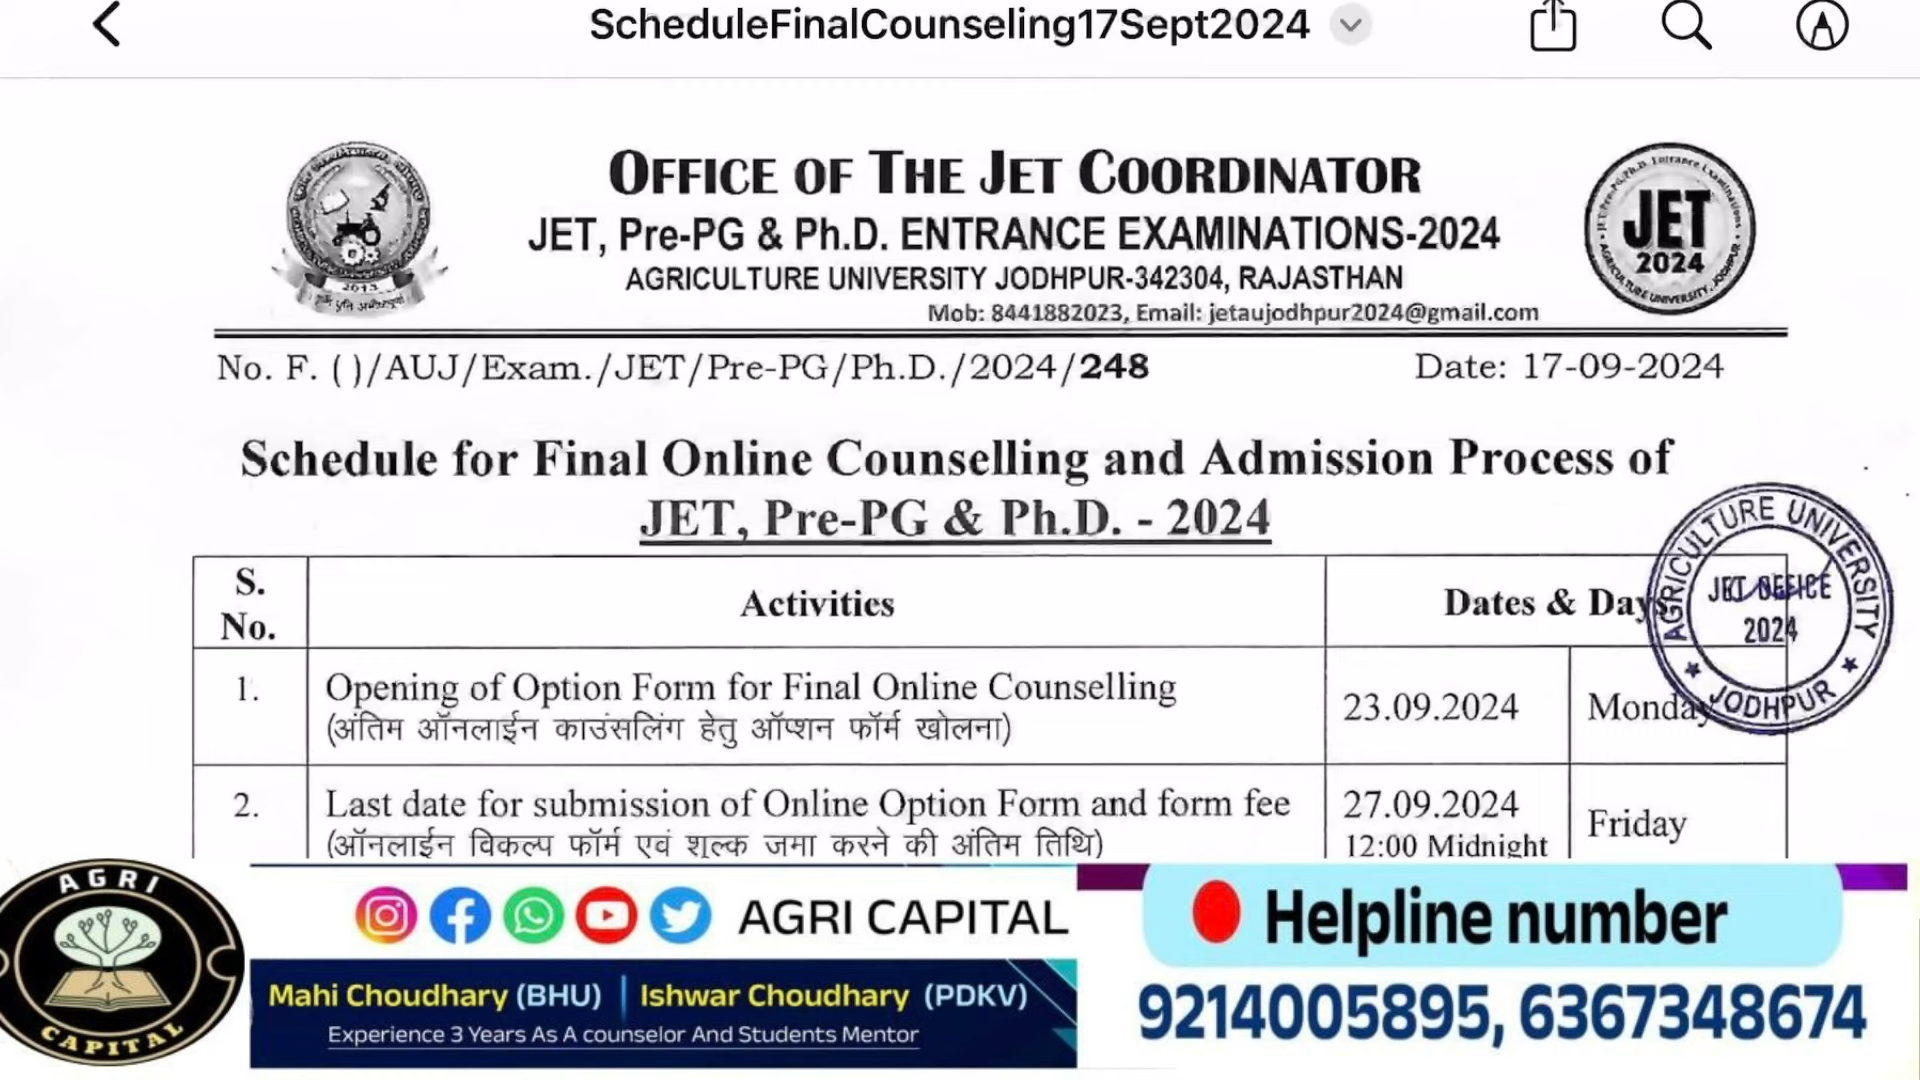 ScheduleFinalCounseling17Sept2024
OFFICE OF THE JET COORDINATOR
JET, Pre-PG & Ph.D. ENTRANCE EXAMINATIONS-2024
AGRICULTURE UNIVERSITY JODHPUR-342304, RAJASTHAN
Mob: 8441882023, Email: jetaujodhpur2024@gmail.com
2013
JET
2024
AGRICULTURE UNIVERSITY, JODHPUR
No. F. ()/AUJ/Exam./JET/Pre-PG/Ph.D./2024/248
Date: 17-09-2024
Schedule for Final Online Counselling and Admission Process of
JET, Pre-PG & Ph.D. - 2024
AGRICULTURE UNIVERSITY
JET OFFICE
2024
JODHPUR
S. No.
Activities
Dates & Days
1.
Opening of Option Form for Final Online Counselling
(अंतिम ऑनलाईन काउंसलिंग हेतु ऑप्शन फॉर्म खोलना)
23.09.2024
Monday
2.
Last date for submission of Online Option Form and form fee
(ऑनलाईन विकल्प फॉर्म एवं शुल्क जमा करने की अंतिम तिथि)
27.09.2024
12:00 Midnight
Friday
AGRI
CAPITAL
AGRI CAPITAL
Mahi Choudhary (BHU) | Ishwar Choudhary (PDKV)
Experience 3 Years As A counselor And Students Mentor
Helpline number
9214005895, 6367348674